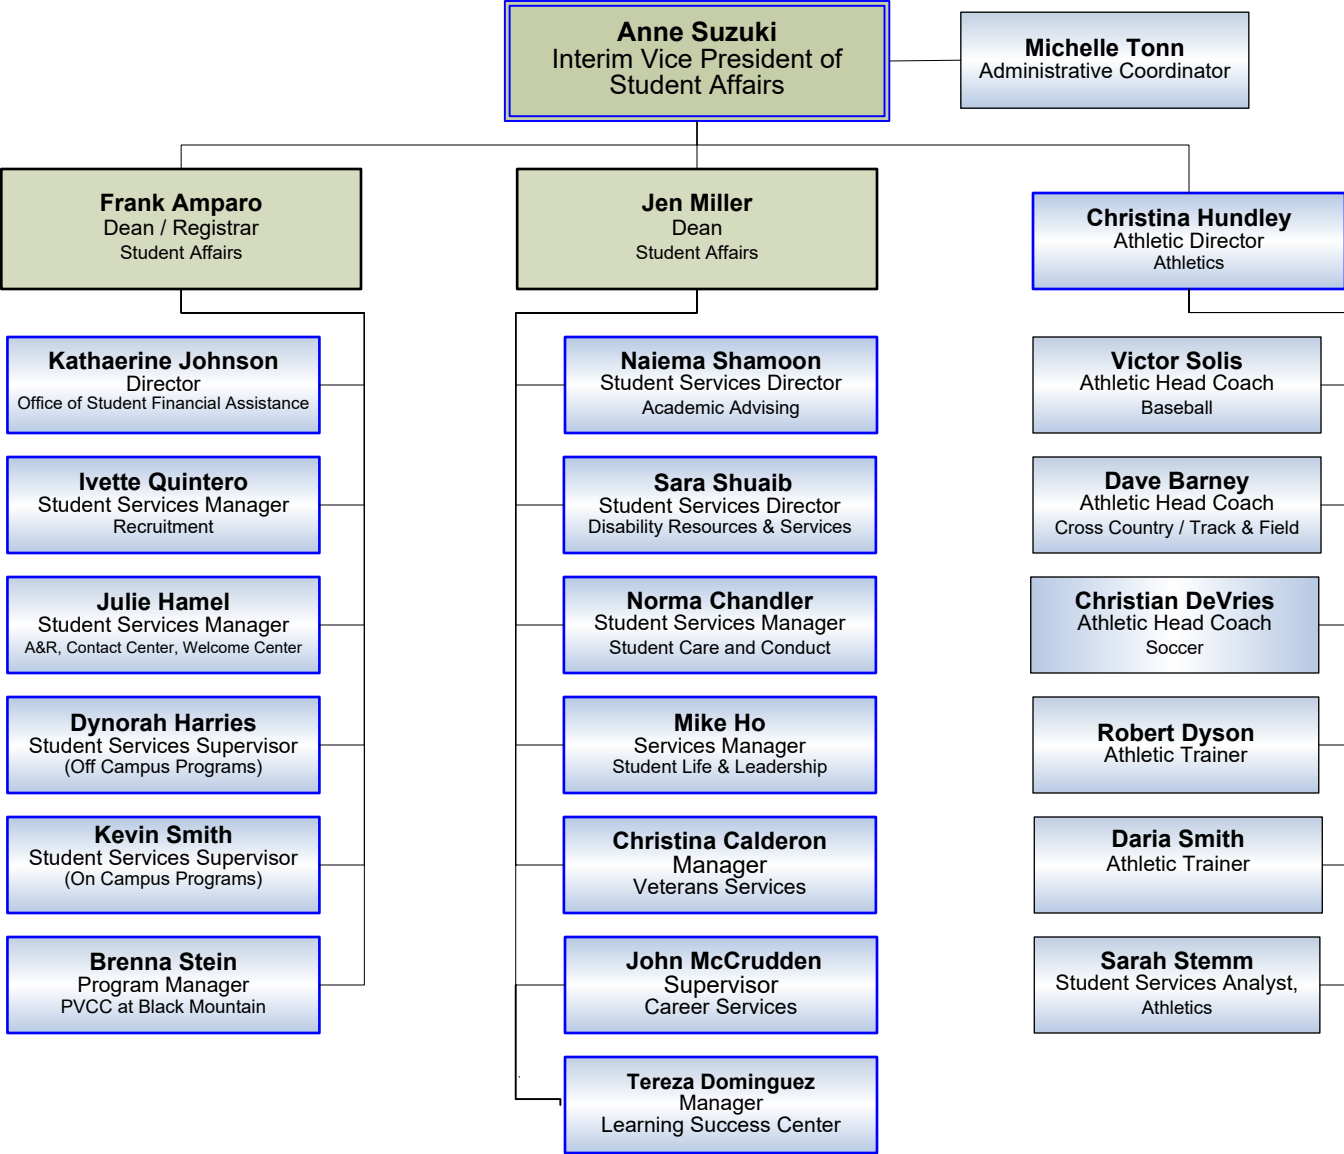 Anne Suzuki
Interim Vice President of
Student Affairs
Michelle Tonn
Administrative Coordinator
Frank Amparo
Dean / Registrar
Student Affairs
Jen Miller
Dean
Student Affairs
Christina Hundley
Athletic Director
Athletics
Kathaerine Johnson
Director
Office of Student Financial Assistance
Ivette Quintero
Student Services Manager
Recruitment
Julie Hamel
Student Services Manager
A&R, Contact Center, Welcome Center
Dynorah Harries
Student Services Supervisor
(Off Campus Programs)
Kevin Smith
Student Services Supervisor
(On Campus Programs)
Brenna Stein
Program Manager
PVCC at Black Mountain
Naiema Shamoon
Student Services Director
Academic Advising
Sara Shuaib
Student Services Director
Disability Resources & Services
Norma Chandler
Student Services Manager
Student Care and Conduct
Mike Ho
Services Manager
Student Life & Leadership
Christina Calderon
Manager
Veterans Services
John McCrudden
Supervisor
Career Services
Tereza Dominguez
Manager
Learning Success Center
Victor Solis
Athletic Head Coach
Baseball
Dave Barney
Athletic Head Coach
Cross Country / Track & Field
Christian DeVries
Athletic Head Coach
Soccer
Robert Dyson
Athletic Trainer
Daria Smith
Athletic Trainer
Sarah Stemm
Student Services Analyst,
Athletics